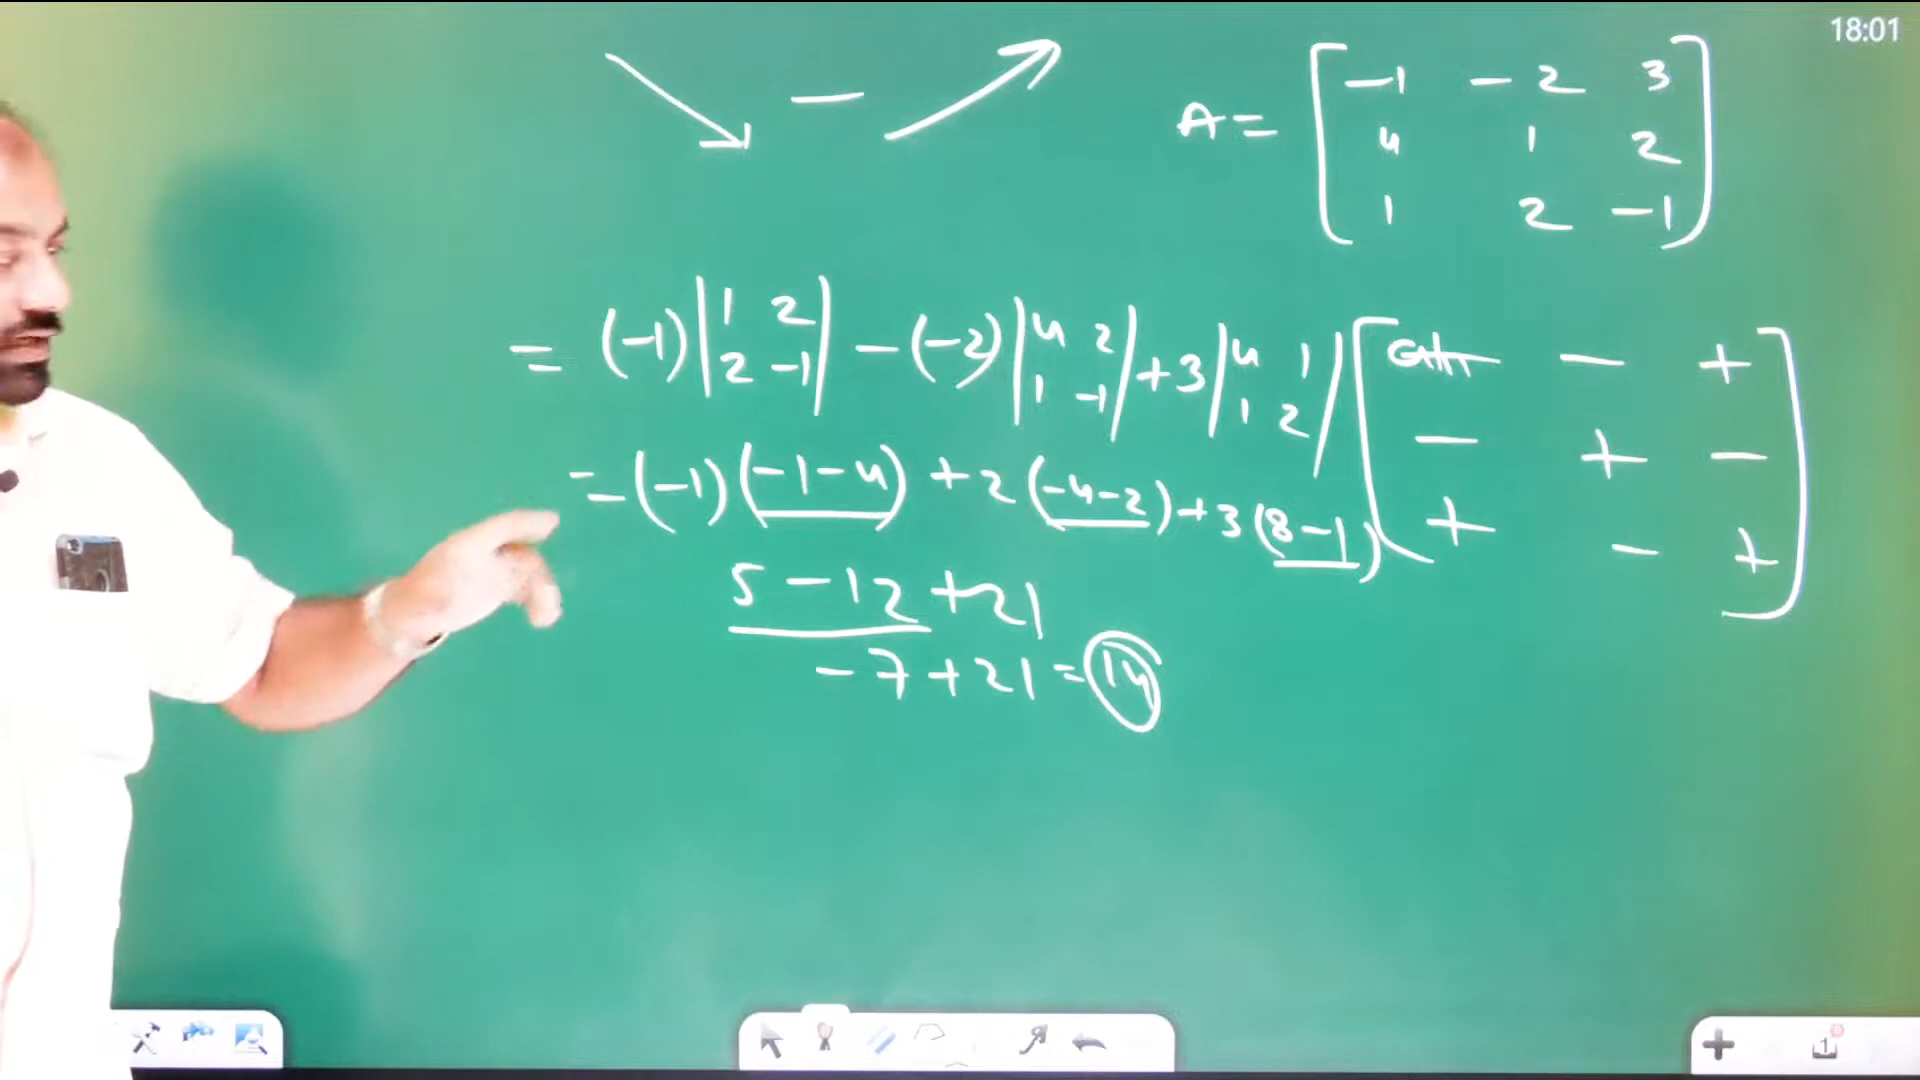 18:01
A = [ -1 -2 3
4 1 2
1 2 -1 ]
= (-1) | 1 2 | - (-2) | 4 2 | + 3 | 4 1 |
| 2 -1 | | 1 -1 | | 1 2 |
= (-1) (-1-4) + 2 (-4-2) + 3 (8-1)
5 - 12 + 21
-7 + 21 = 14
[ - +
- + -
+ - + ]
1